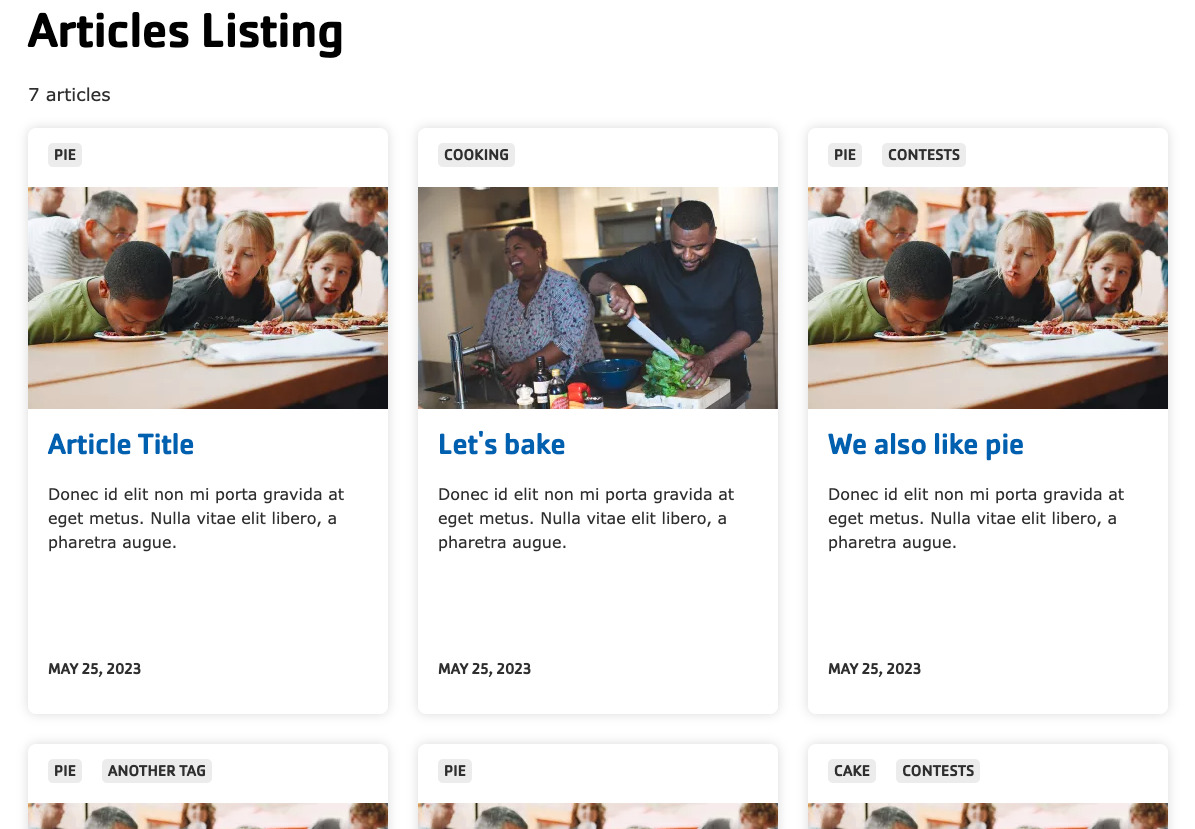 Articles Listing
7 articles
PIE
COOKING
PIE CONTESTS
Article Title
Donec id elit non mi porta gravida at
eget metus. Nulla vitae elit libero, a
pharetra augue.
MAY 25, 2023
Let's bake
Donec id elit non mi porta gravida at
eget metus. Nulla vitae elit libero, a
pharetra augue.
MAY 25, 2023
We also like pie
Donec id elit non mi porta gravida at
eget metus. Nulla vitae elit libero, a
pharetra augue.
MAY 25, 2023
PIE ANOTHER TAG
PIE
CAKE CONTESTS